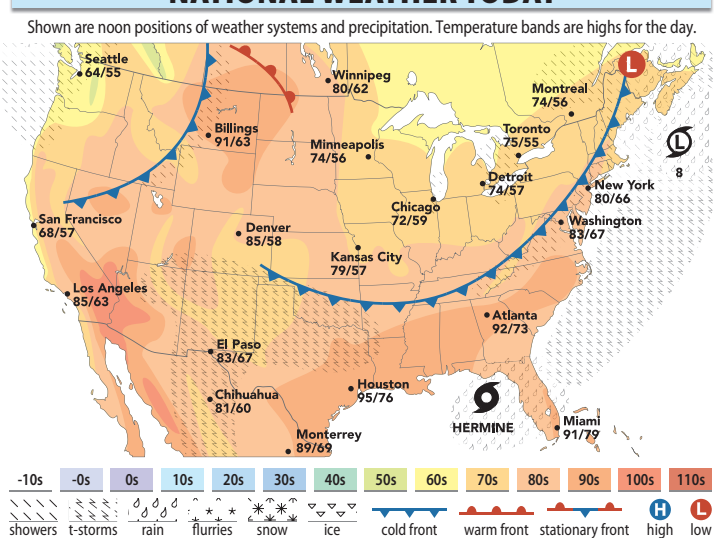 NATIONAL WEATHER TODAY
Shown are noon positions of weather systems and precipitation. Temperature bands are highs for the day.
Seattle
64/55
Winnipeg
80/62
L
Montreal
74/56
Billings
91/63
Toronto
75/55
L
8
Minneapolis
74/56
Detroit
74/57
New York
80/66
Chicago
72/59
San Francisco
68/57
Washington
83/67
Denver
85/58
Kansas City
79/57
Los Angeles
85/63
Atlanta
92/73
El Paso
83/67
Chihuahua
81/60
Houston
95/76
HERMINE
Miami
91/79
Monterrey
89/69
-10s -0s 0s 10s 20s 30s 40s 50s 60s 70s 80s 90s 100s 110s
H L
showers t-storms rain flurries snow ice cold front warm front stationary front high low